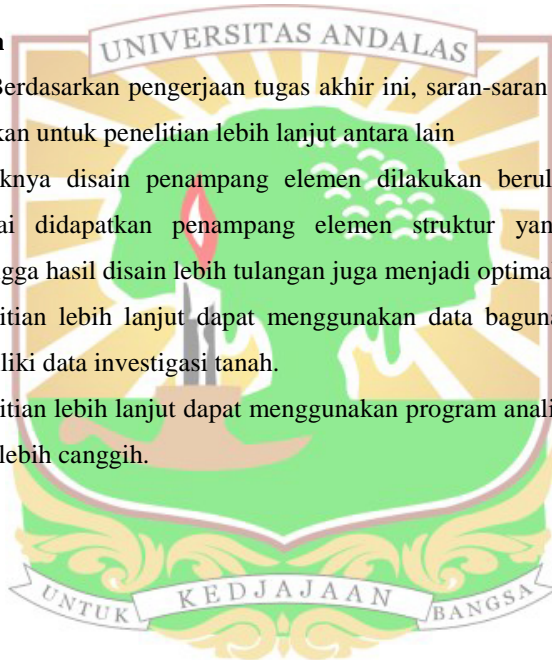 n
UNIVERSITAS ANDALAS
Berdasarkan pengerjaan tugas akhir ini, saran-saran
kan untuk penelitian lebih lanjut antara lain
knya disain penampang elemen dilakukan berul
ai didapatkan penampang elemen struktur yan
gga hasil disain lebih tulangan juga menjadi optimal
itian lebih lanjut dapat menggunakan data baguna
liki data investigasi tanah.
itian lebih lanjut dapat menggunakan program anali
lebih canggih.
UNTUK KEDJAJAAN BANGSA